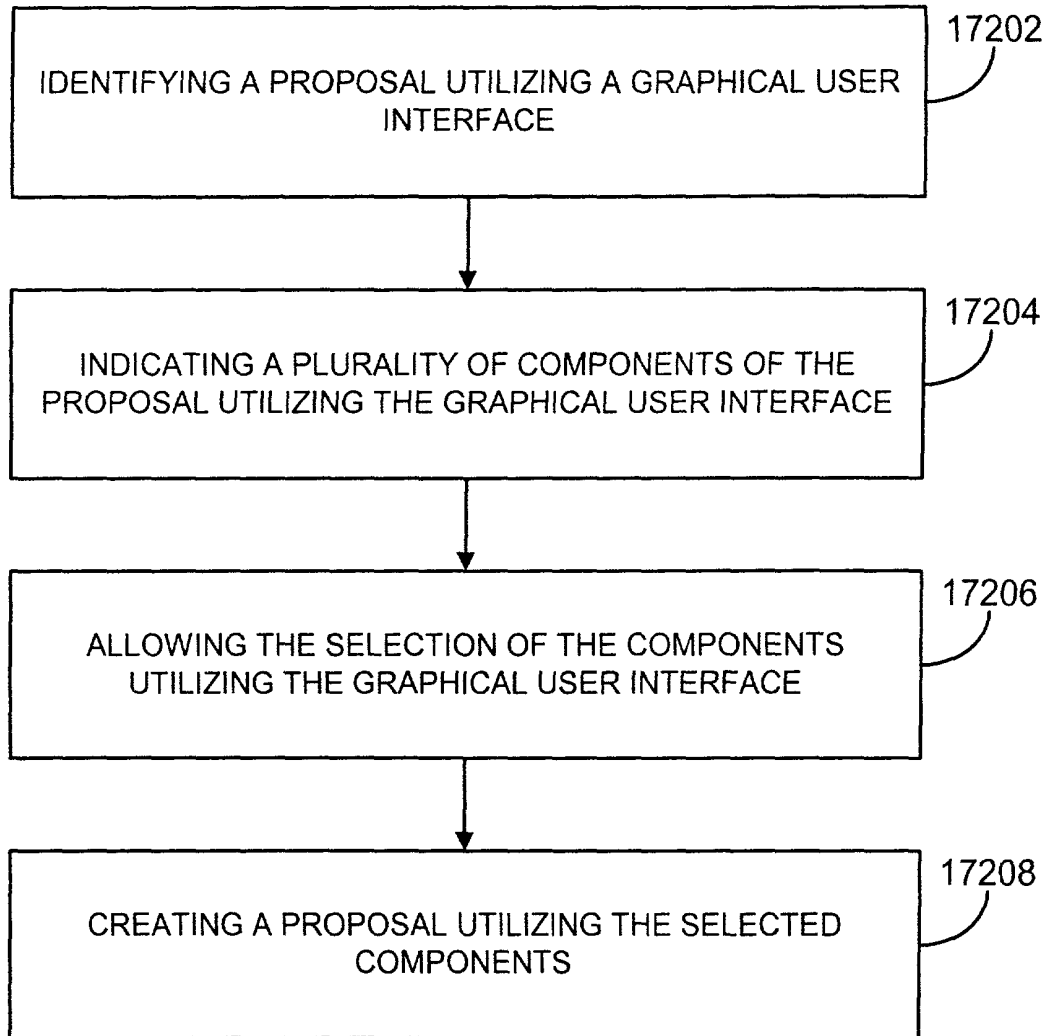 17202
IDENTIFYING A PROPOSAL UTILIZING A GRAPHICAL USER
INTERFACE
17204
INDICATING A PLURALITY OF COMPONENTS OF THE
PROPOSAL UTILIZING THE GRAPHICAL USER INTERFACE
17206
ALLOWING THE SELECTION OF THE COMPONENTS
UTILIZING THE GRAPHICAL USER INTERFACE
17208
CREATING A PROPOSAL UTILIZING THE SELECTED
COMPONENTS